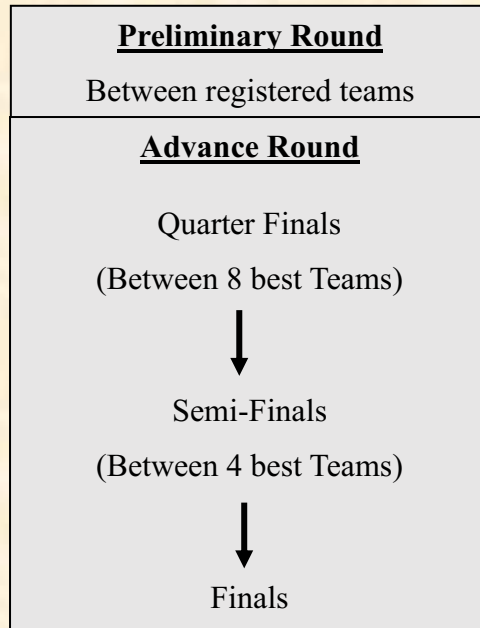 Preliminary Round
Between registered teams
Advance Round
Quarter Finals
(Between 8 best Teams)
Semi-Finals
(Between 4 best Teams)
Finals